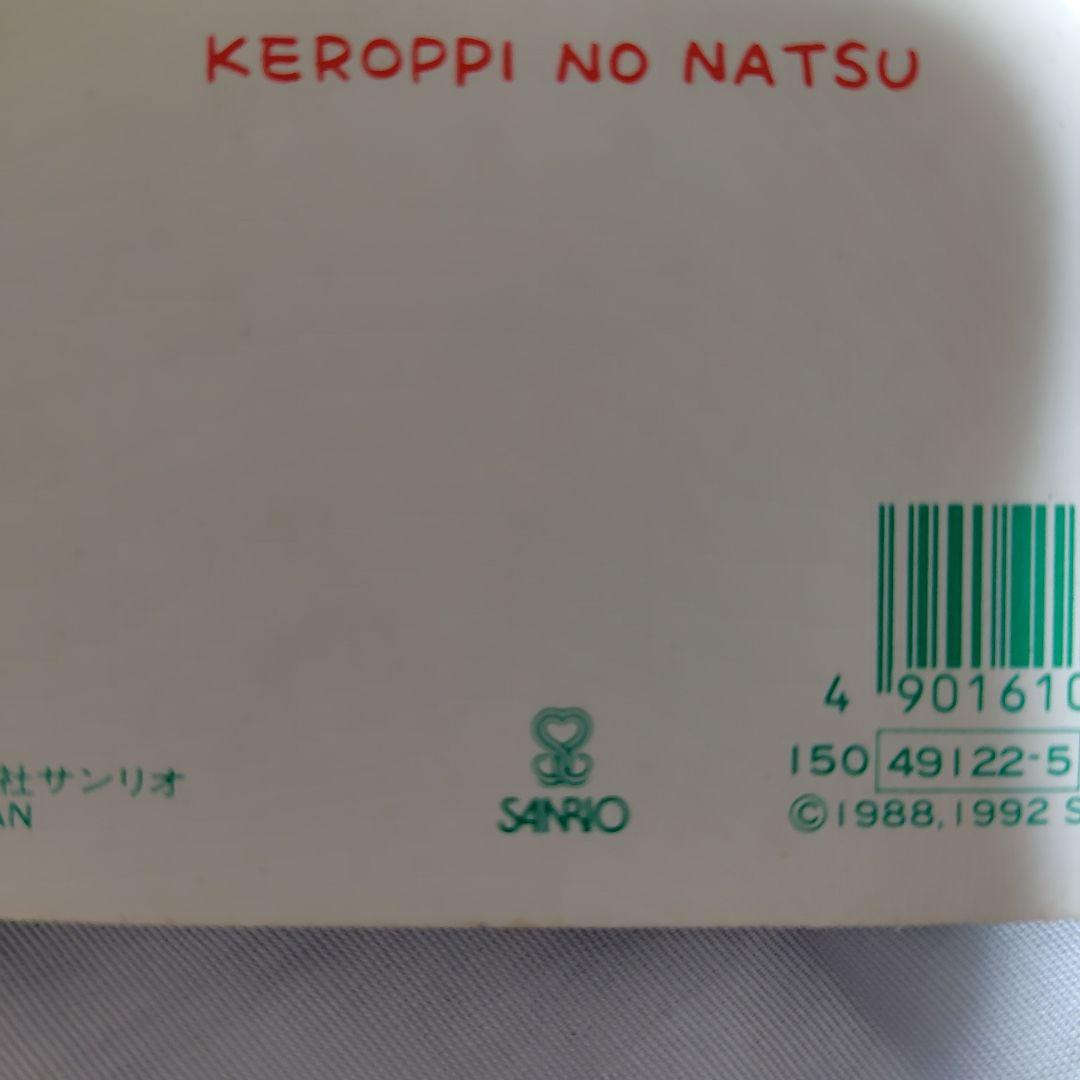 KEROPPI NO NATSU
4 901610
150 49122-5
社サンリオ
AN
SANRIO
©1988,1992 S